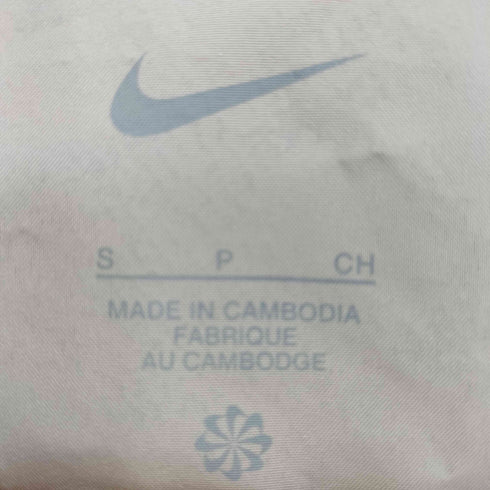 S P CH
MADE IN CAMBODIA
FABRIQUE
AU CAMBODGE